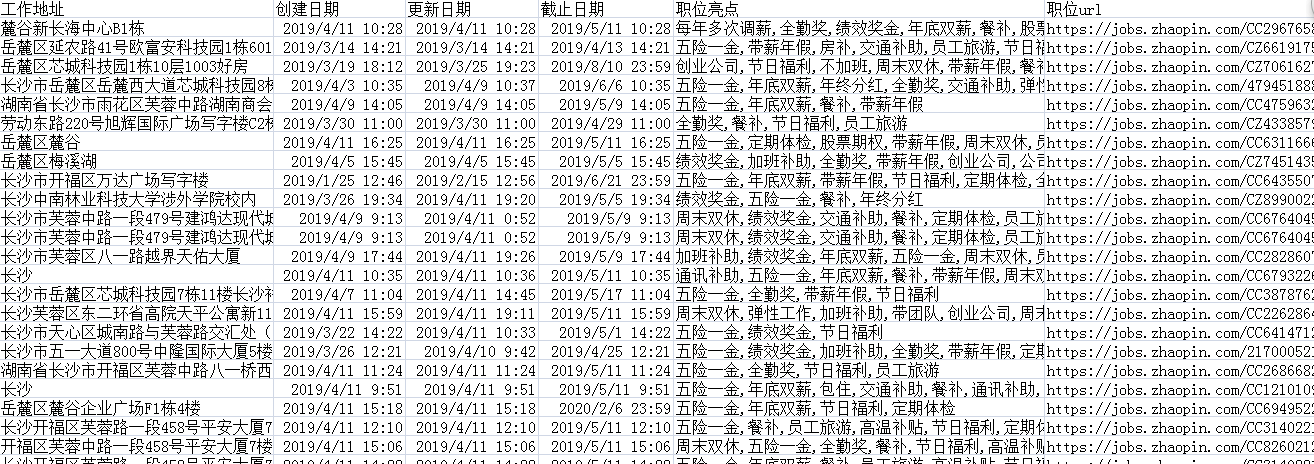 工作地址 创建日期 更新日期 截止日期 职位亮点 职位url
麓谷新长海中心B1栋 2019/4/11 10:28 2019/4/11 10:28 2019/5/11 10:28 每年多次调薪,全勤奖,绩效奖金,年底双薪,餐补,股票 https://jobs.zhaopin.com/CC2967658
岳麓区延农路41号欧富安科技园1栋601 2019/3/14 14:21 2019/3/14 14:21 2019/4/13 14:21 五险一金,带薪年假,房补,交通补助,员工旅游,节日福 https://jobs.zhaopin.com/CZ6619175
岳麓区芯城科技园1栋10层1003好房 2019/3/19 18:12 2019/3/25 19:23 2019/8/10 23:59 创业公司,节日福利,不加班,周末双休,带薪年假,餐补 https://jobs.zhaopin.com/CZ7061627
长沙市岳麓区岳麓西大道芯城科技园8栋 2019/4/3 10:35 2019/4/9 10:37 2019/6/6 10:35 五险一金,年底双薪,年终分红,全勤奖,交通补助,弹性 https://jobs.zhaopin.com/479451888
湖南省长沙市雨花区芙蓉中路湖南商会 2019/4/9 14:05 2019/4/9 14:05 2019/5/9 14:05 五险一金,年底双薪,餐补,带薪年假 https://jobs.zhaopin.com/CC4759636
劳动东路220号旭辉国际广场写字楼C2栋 2019/3/30 11:00 2019/3/30 11:00 2019/4/29 11:00 全勤奖,餐补,节日福利,员工旅游 https://jobs.zhaopin.com/CZ4338579
岳麓区麓谷 2019/4/11 16:25 2019/4/11 16:25 2019/5/11 16:25 五险一金,定期体检,股票期权,带薪年假,周末双休,员 https://jobs.zhaopin.com/CC6311666
岳麓区梅溪湖 2019/4/5 15:45 2019/4/5 15:45 2019/5/5 15:45 绩效奖金,加班补助,全勤奖,带薪年假,创业公司,公司 https://jobs.zhaopin.com/CZ7451438
长沙市开福区万达广场写字楼 2019/1/25 12:46 2019/2/15 12:56 2019/6/21 23:59 五险一金,年底双薪,带薪年假,节日福利,定期体检,全 https://jobs.zhaopin.com/CC6435507
长沙中南林业科技大学涉外学院校内 2019/3/26 19:34 2019/4/11 19:20 2019/5/5 19:34 绩效奖金,五险一金,餐补,年终分红 https://jobs.zhaopin.com/CZ8990022
长沙市芙蓉中路一段479号建鸿达现代城 2019/4/9 9:13 2019/4/11 0:52 2019/5/9 9:13 周末双休,绩效奖金,交通补助,餐补,定期体检,员工旅 https://jobs.zhaopin.com/CC6764045
长沙市芙蓉中路一段479号建鸿达现代城 2019/4/9 9:13 2019/4/11 0:52 2019/5/9 9:13 周末双休,绩效奖金,交通补助,餐补,定期体检,员工旅 https://jobs.zhaopin.com/CC6764045
长沙市芙蓉区八一路越界天佑大厦 2019/4/9 17:44 2019/4/11 19:26 2019/5/9 17:44 加班补助,绩效奖金,年底双薪,五险一金,周末双休,带 https://jobs.zhaopin.com/CC2828607
长沙 2019/4/11 10:35 2019/4/11 10:36 2019/5/11 10:35 通讯补助,五险一金,年底双薪,餐补,带薪年假,周末双 https://jobs.zhaopin.com/CC6793226
长沙市岳麓区芯城科技园7栋11楼长沙裕 2019/4/7 11:04 2019/4/11 14:45 2019/5/17 11:04 五险一金,全勤奖,带薪年假,节日福利 https://jobs.zhaopin.com/CC3878762
长沙芙蓉区东二环省高院天平公寓新11 2019/4/11 15:59 2019/4/11 19:11 2019/5/11 15:59 周末双休,弹性工作,加班补助,带团队,创业公司,周末 https://jobs.zhaopin.com/CC2262864
长沙市天心区城南路与芙蓉路交汇处（ 2019/3/22 14:22 2019/4/11 10:33 2019/5/1 14:22 五险一金,绩效奖金,节日福利 https://jobs.zhaopin.com/CC6414712
长沙市五一大道800号中隆国际大厦5楼 2019/3/26 12:21 2019/4/10 9:42 2019/4/25 12:21 五险一金,绩效奖金,加班补助,全勤奖,带薪年假,定期 https://jobs.zhaopin.com/217000521
湖南省长沙市开福区芙蓉中路八一桥西 2019/4/11 11:24 2019/4/11 11:24 2019/5/11 11:24 五险一金,全勤奖,节日福利,员工旅游 https://jobs.zhaopin.com/CC2686682
长沙 2019/4/11 9:51 2019/4/11 9:51 2019/5/11 9:51 五险一金,年底双薪,包住,交通补助,餐补,通讯补助, https://jobs.zhaopin.com/CC1210109
岳麓区麓谷企业广场F1栋4楼 2019/4/11 15:18 2019/4/11 15:18 2020/2/6 23:59 五险一金,年底双薪,节日福利,定期体检 https://jobs.zhaopin.com/CC6949527
长沙开福区芙蓉路一段458号平安大厦7 2019/4/11 12:10 2019/4/11 12:10 2019/5/11 12:10 五险一金,餐补,员工旅游,高温补贴,节日福利,定期体 https://jobs.zhaopin.com/CC3140221
开福区芙蓉中路一段458号平安大厦7楼 2019/4/11 15:06 2019/4/11 15:06 2019/5/11 15:06 周末双休,五险一金,全勤奖,餐补,节日福利,高温补贴 https://jobs.zhaopin.com/CC8260211